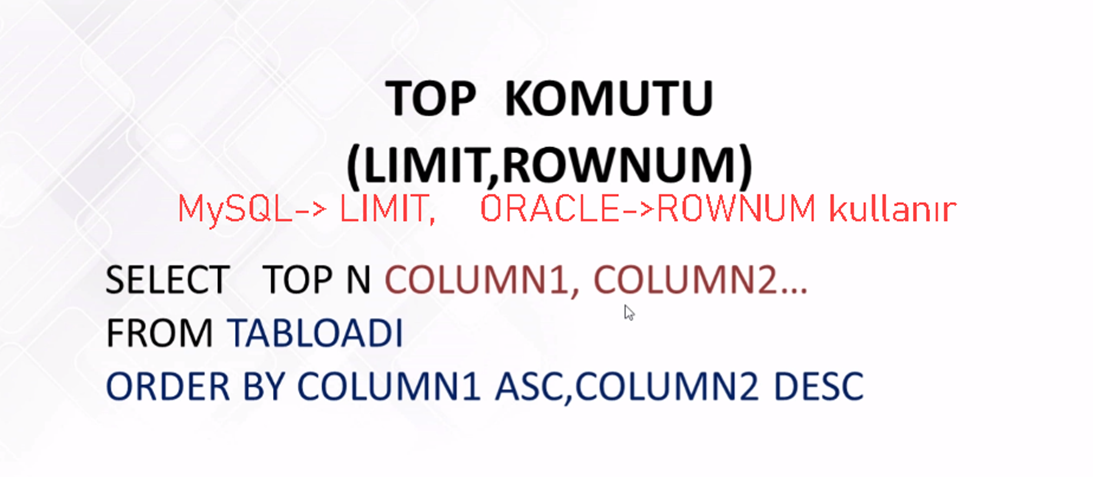 TOP KOMUTU
(LIMIT,ROWNUM)
MySQL-> LIMIT, ORACLE->ROWNUM kullanır
SELECT TOP N COLUMN1, COLUMN2...
FROM TABLOADI
ORDER BY COLUMN1 ASC,COLUMN2 DESC